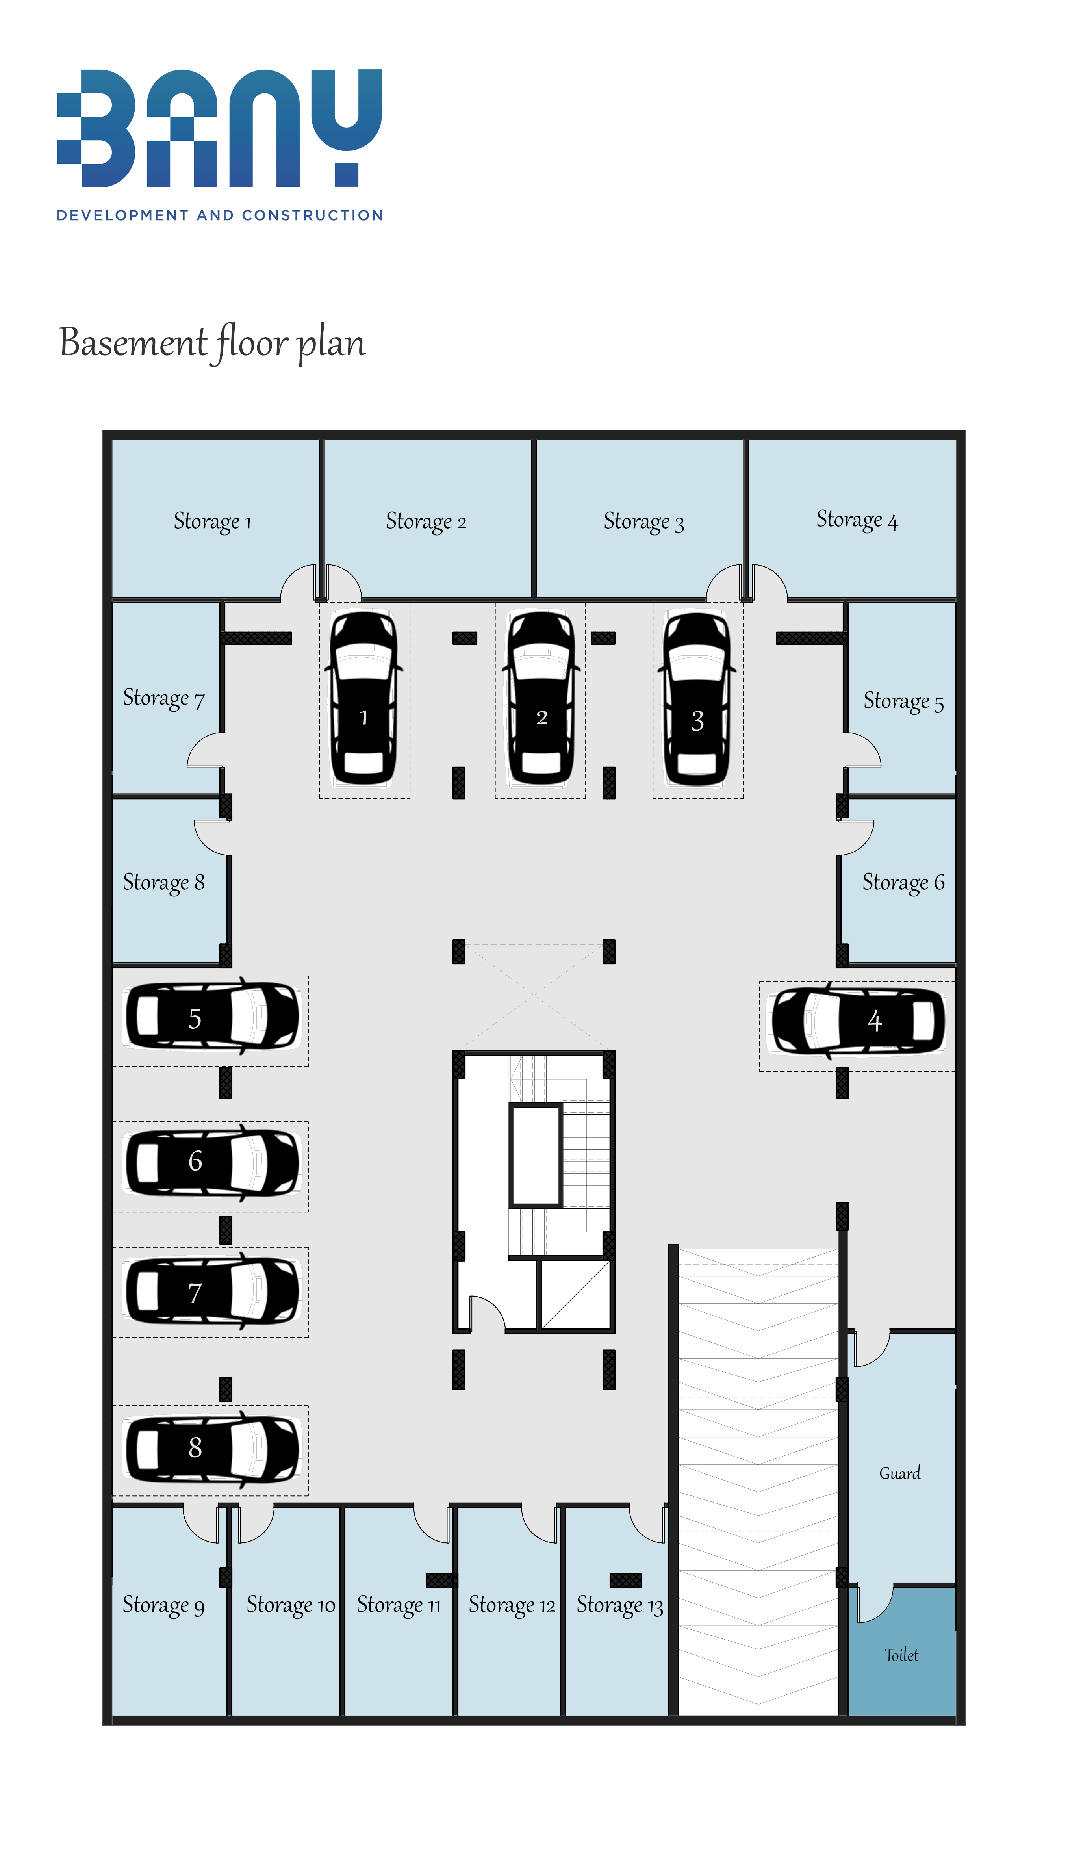 BANY
DEVELOPMENT AND CONSTRUCTION
Basement floor plan
Storage 1
Storage 2
Storage 3
Storage 4
Storage 7
1
2
3
Storage 5
Storage 8
Storage 6
5
4
6
7
8
Guard
Storage 9
Storage 10
Storage 11
Storage 12
Storage 13
Toilet